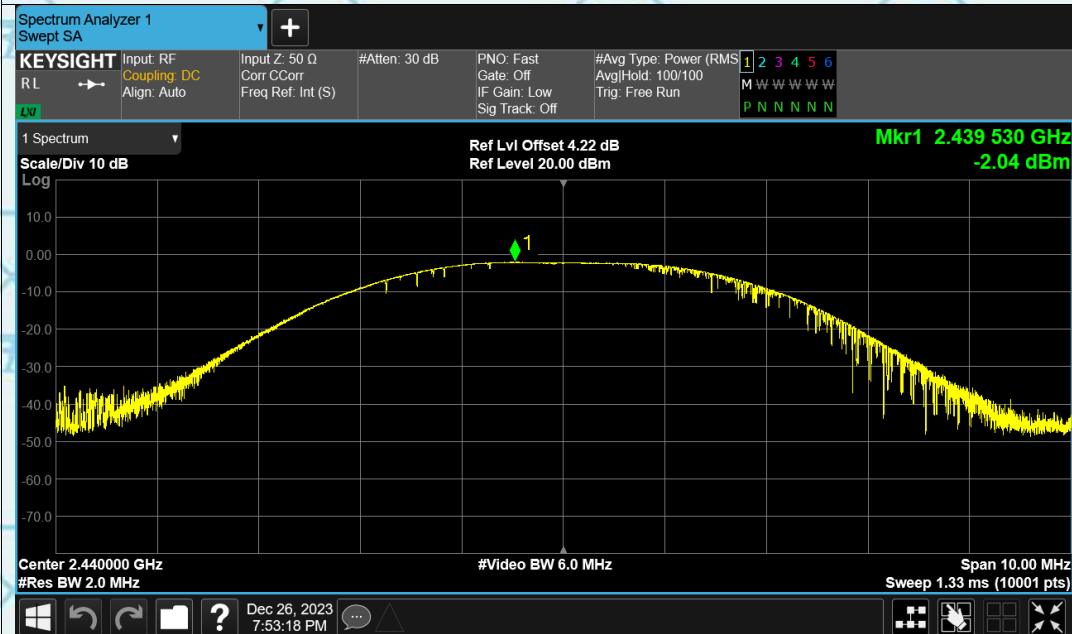 Spectrum Analyzer 1
Swept SA
+
KEYSIGHT
RL
LXI
Input: RF
Coupling: DC
Align: Auto
Input Z: 50 Ω
Corr CCorr
Freq Ref: Int (S)
#Atten: 30 dB
PNO: Fast
Gate: Off
IF Gain: Low
Sig Track: Off
#Avg Type: Power (RMS
Avg|Hold: 100/100
Trig: Free Run
1 2 3 4 5 6
M W W W W W
P N N N N N
1 Spectrum
Scale/Div 10 dB
Log
Ref Lvl Offset 4.22 dB
Ref Level 20.00 dBm
Mkr1 2.439 530 GHz
-2.04 dBm
10.0
0.00
-10.0
-20.0
-30.0
-40.0
-50.0
-60.0
-70.0
1
Center 2.440000 GHz
#Res BW 2.0 MHz
#Video BW 6.0 MHz
Span 10.00 MHz
Sweep 1.33 ms (10001 pts)
?
Dec 26, 2023
7:53:18 PM